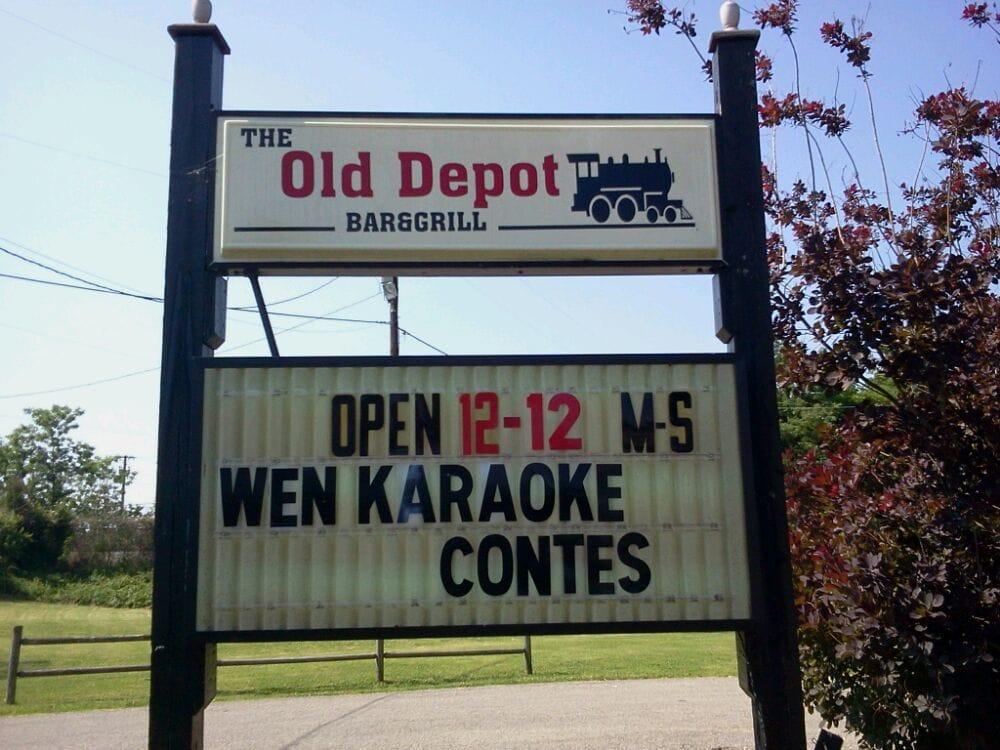 THE
Old Depot
BAR&GRILL
OPEN 12-12 M-S
WEN KARAOKE
CONTES